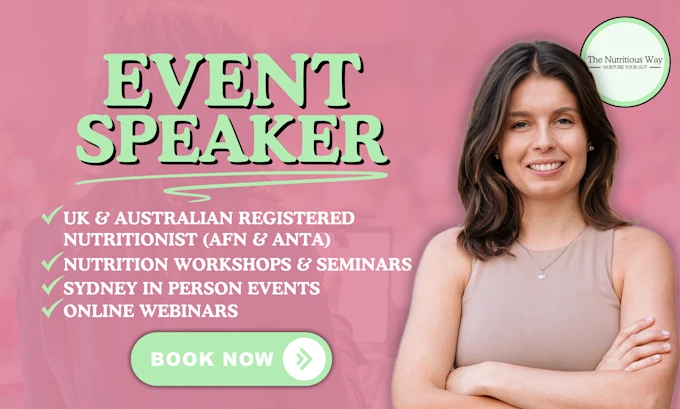 EVENT
SPEAKER
UK & AUSTRALIAN REGISTERED
NUTRITIONIST (AFN & ANTA)
NUTRITION WORKSHOPS & SEMINARS
SYDNEY IN PERSON EVENTS
ONLINE WEBINARS
BOOK NOW
The Nutritious Way
NURTURE YOUR GUT